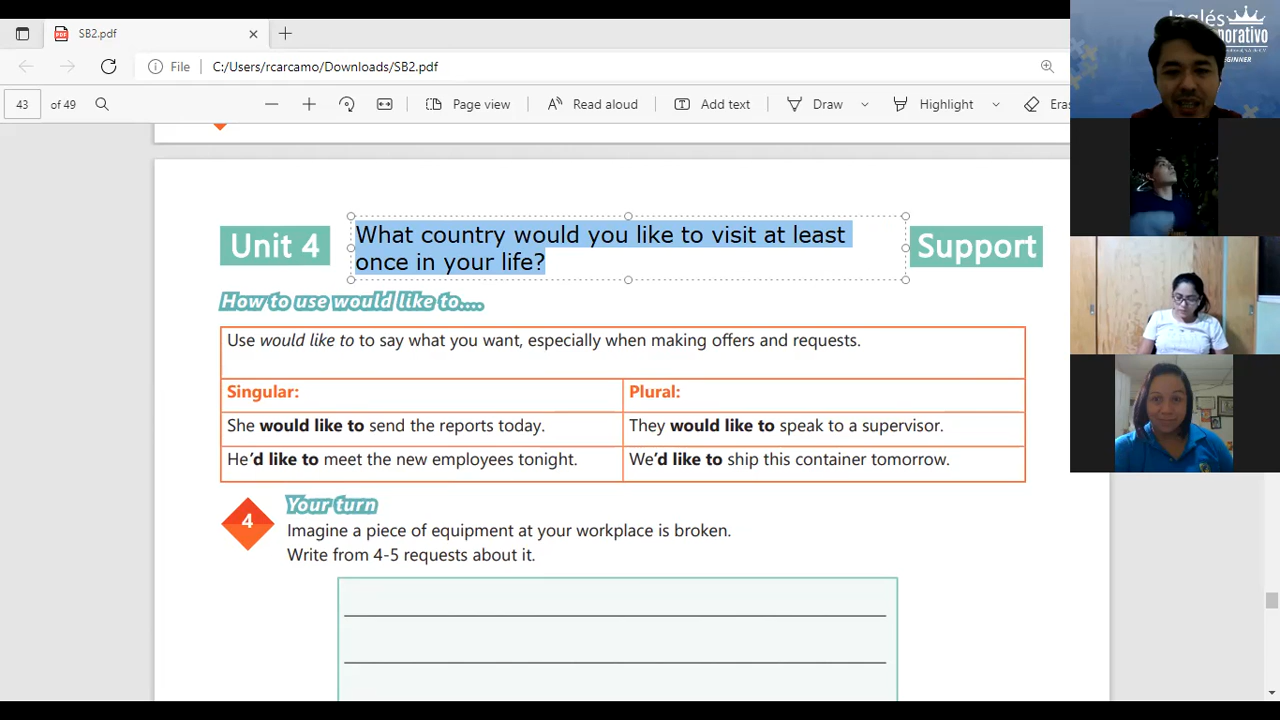 SB2.pdf
File C:/Users/rcarcamo/Downloads/SB2.pdf
43 of 49 Page view Read aloud Add text Draw Highlight
Unit 4
What country would you like to visit at least
once in your life?
Support
How to use would like to....
Use would like to to say what you want, especially when making offers and requests.
Singular: Plural:
She would like to send the reports today. They would like to speak to a supervisor.
He'd like to meet the new employees tonight. We'd like to ship this container tomorrow.
4 Your turn
Imagine a piece of equipment at your workplace is broken.
Write from 4-5 requests about it.
Inglés